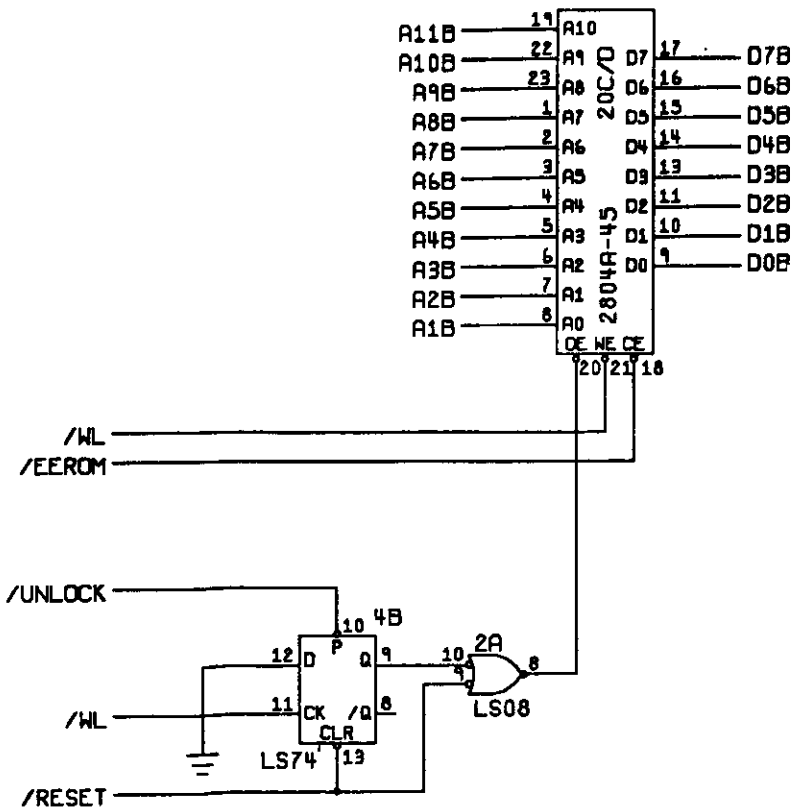 A11B 19 A10
A10B 22 A9 D7 17 D7B
A9B 23 A8 D6 16 D6B
A8B 1 A7 D5 15 D5B
A7B 2 A6 D4 14 D4B
A6B 3 A5 D3 13 D3B
A5B 4 A4 D2 11 D2B
A4B 5 A3 D1 10 D1B
A3B 6 A2 D0 9 D0B
A2B 7 A1
A1B 8 A0
20C/D
2804A-45
OE WE CE
20 21 18
/WL
/EEROM
/UNLOCK
10 4B
P
12 D Q 9
10 2A
9 8
LS08
/WL 11 CK /Q 8
CLR
LS74 13
/RESET